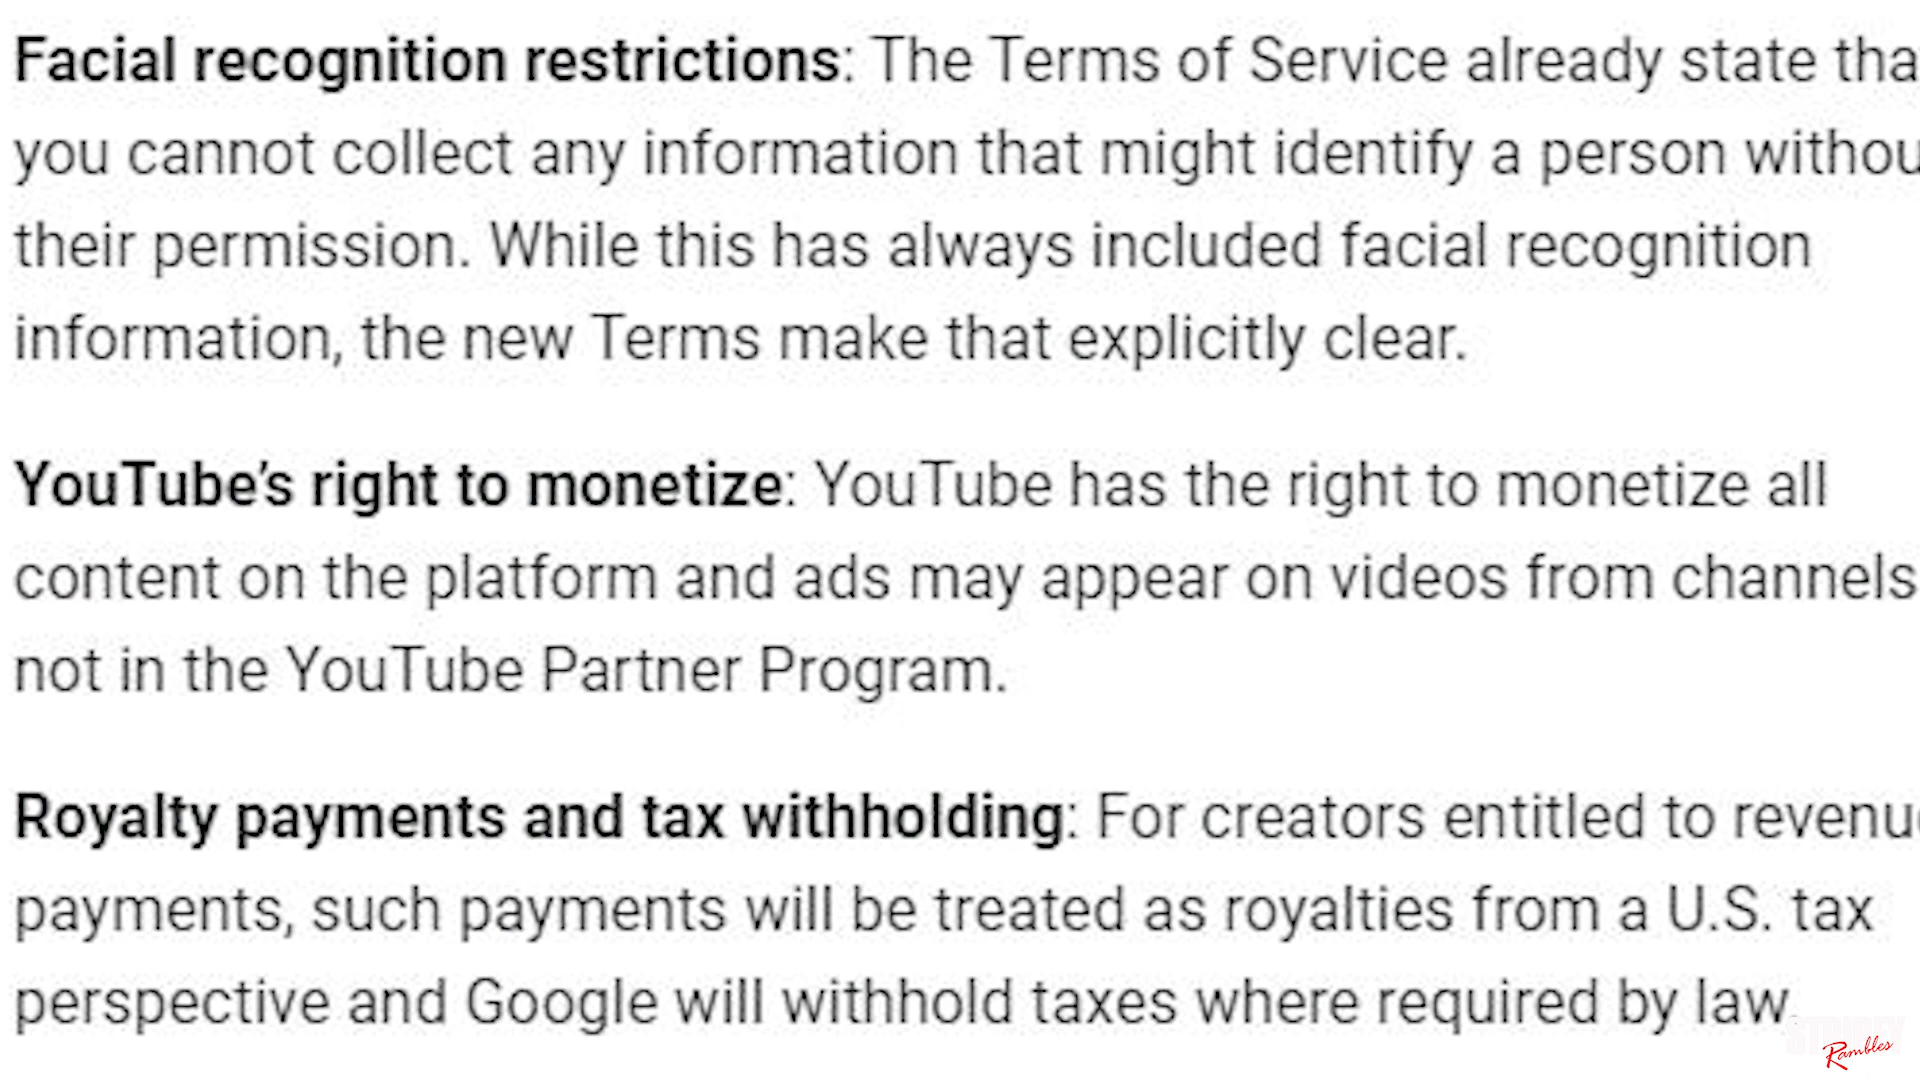 Facial recognition restrictions: The Terms of Service already state tha
you cannot collect any information that might identify a person withou
their permission. While this has always included facial recognition
information, the new Terms make that explicitly clear.
YouTube’s right to monetize: YouTube has the right to monetize all
content on the platform and ads may appear on videos from channels
not in the YouTube Partner Program.
Royalty payments and tax withholding: For creators entitled to revenue
payments, such payments will be treated as royalties from a U.S. tax
perspective and Google will withhold taxes where required by law.
Rambles